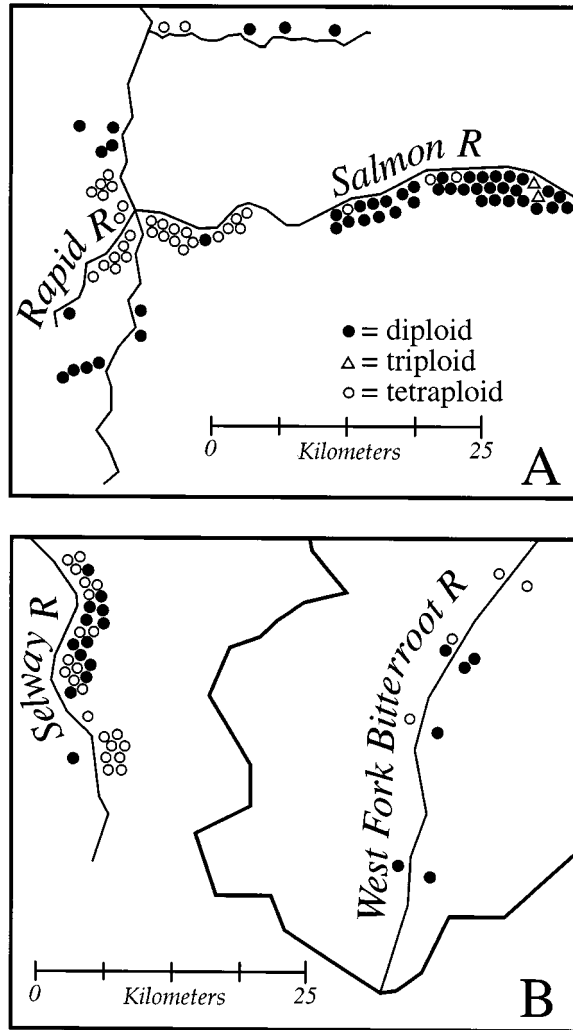 Salmon R
Rapid R
● = diploid
△ = triploid
○ = tetraploid
0 Kilometers 25
A
Selway R
West Fork Bitterroot R
0 Kilometers 25
B